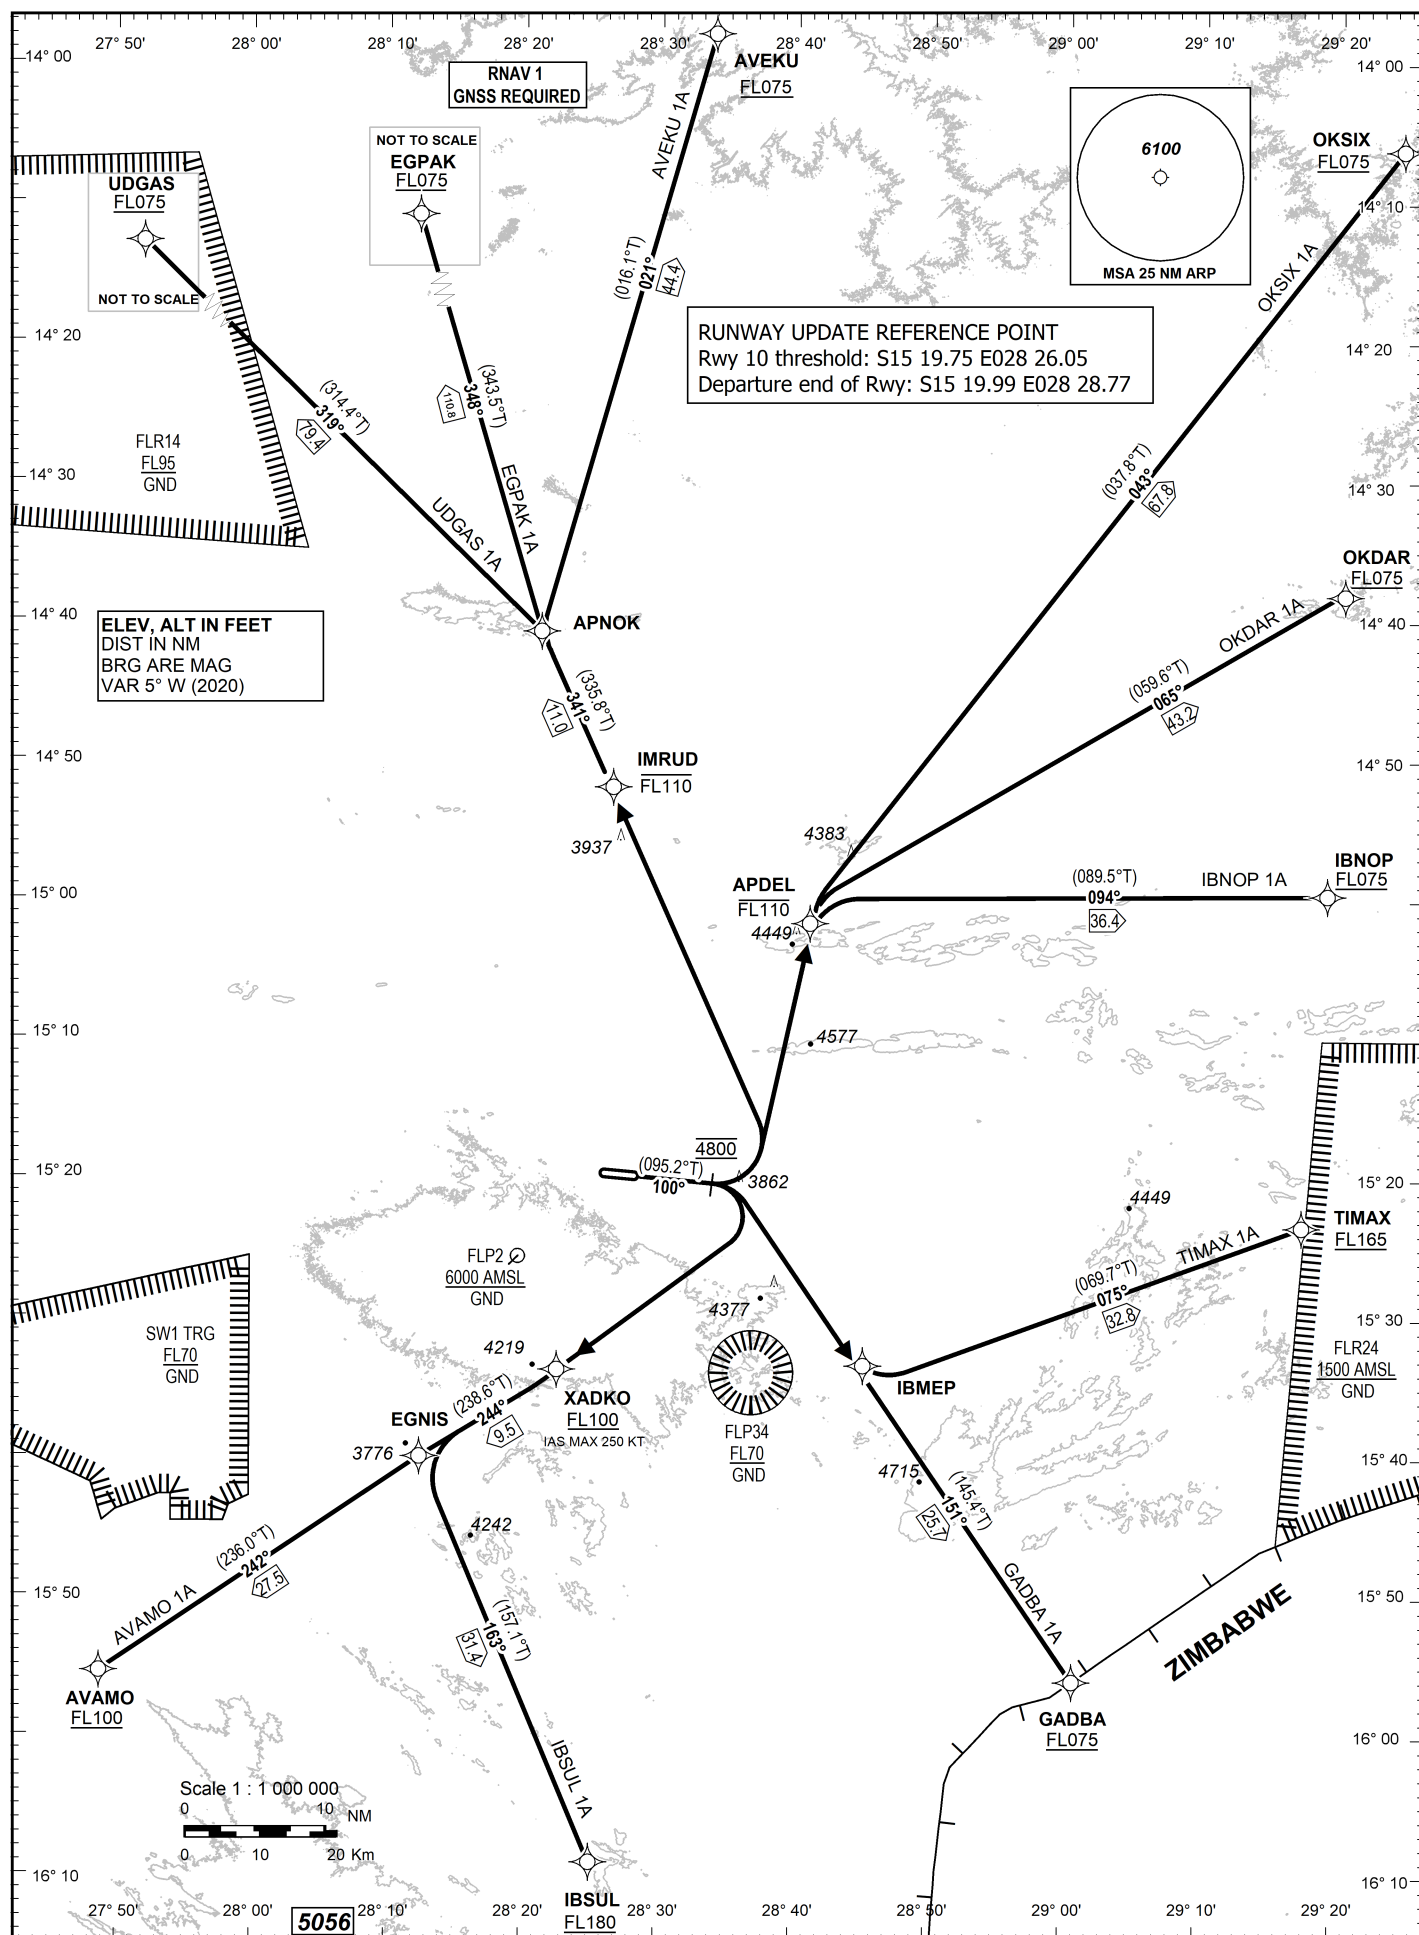 27° 50'
28° 00'
28° 10'
28° 20'
28° 30'
28° 40'
28° 50'
29° 00'
29° 10'
29° 20'
14° 00
14° 00
RNAV 1
GNSS REQUIRED
AVEKU
FL075
AVEKU 1A
NOT TO SCALE
EGPAK
FL075
UDGAS
FL075
NOT TO SCALE
6100
MSA 25 NM ARP
OKSIX
FL075
14° 10'
OKSIX 1A
(016.1°T)
021°
44.4
RUNWAY UPDATE REFERENCE POINT
Rwy 10 threshold: S15 19.75 E028 26.05
Departure end of Rwy: S15 19.99 E028 28.77
14° 20
14° 20
(314.4°T)
319°
79.4
(343.5°T)
348°
110.8
FLR14
FL95
GND
14° 30
14° 30
EGPAK 1A
UDGAS 1A
(037.8°T)
043°
67.8
OKDAR
FL075
OKDAR 1A
14° 40
14° 40
APNOK
ELEV, ALT IN FEET
DIST IN NM
BRG ARE MAG
VAR 5° W (2020)
(335.8°T)
341°
11.0
(059.6°T)
065°
43.2
14° 50
14° 50
IMRUD
FL110
3937
4383
APDEL
FL110
4449
(089.5°T)
094°
36.4
IBNOP 1A
IBNOP
FL075
15° 00
15° 10
4577
4800
15° 20
15° 20
(095.2°T)
100°
3862
4449
TIMAX
FL165
TIMAX 1A
(069.7°T)
075°
32.8
FLP2
6000 AMSL
GND
4377
15° 30
SW1 TRG
FL70
GND
4219
FLR24
1500 AMSL
GND
XADKO
FL100
IAS MAX 250 KT
IBMEP
(238.6°T)
244°
9.5
EGNIS
3776
FLP34
FL70
GND
15° 40
4715
(145.4°T)
151°
25.7
4242
(236.0°T)
242°
27.5
15° 50
15° 50
AVAMO 1A
GADBA 1A
ZIMBABWE
(157.1°T)
163°
31.4
AVAMO
FL100
GADBA
FL075
16° 00
IBSUL 1A
Scale 1 : 1 000 000
0
10
NM
0
10
20 Km
16° 10
16° 10
IBSUL
FL180
27° 50'
28° 00'
5056
28° 10'
28° 20'
28° 30'
28° 40'
28° 50'
29° 00'
29° 10'
29° 20'